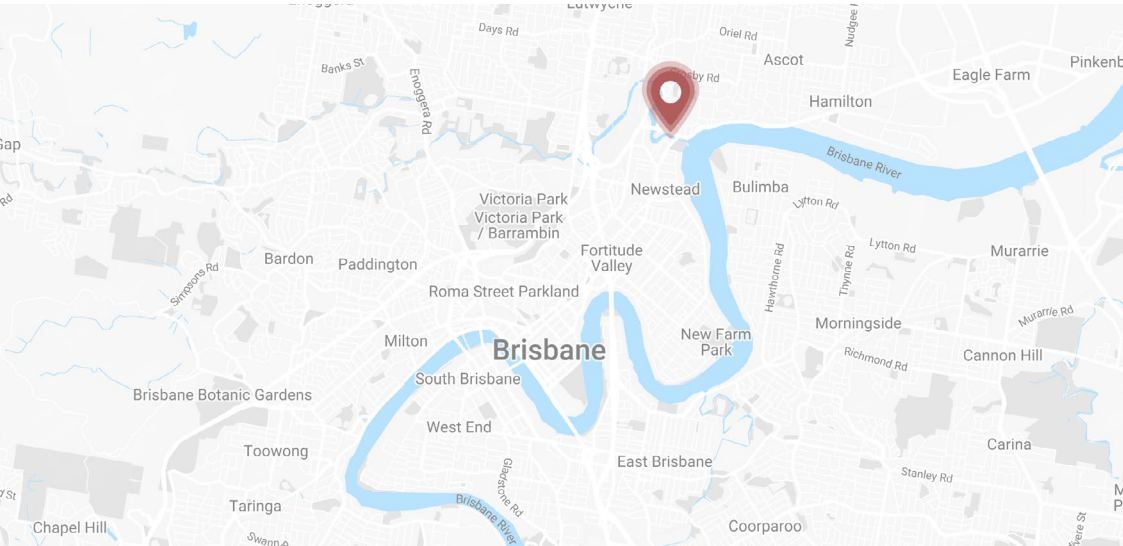 Days Rd
Oriel Rd
Nudgee
Ascot
Banks St
Enoggera Rd
Eagle Farm
Hamilton
Brisbane River
Newstead
Bulimba
Lytton Rd
Victoria Park
Victoria Park
/ Barrambin
Fortitude
Valley
Lytton Rd
Murarrie
Bardon
Paddington
Simpsons Rd
Hawthorne Rd
Thynne Rd
Roma Street Parkland
Murarrie Rd
Morningside
New Farm
Park
Milton
Brisbane
Richmond Rd
Cannon Hill
South Brisbane
Brisbane Botanic Gardens
West End
Toowong
Carina
East Brisbane
Gladstone Rd
Stanley Rd
Taringa
Brisbane River
Chapel Hill
Coorparoo